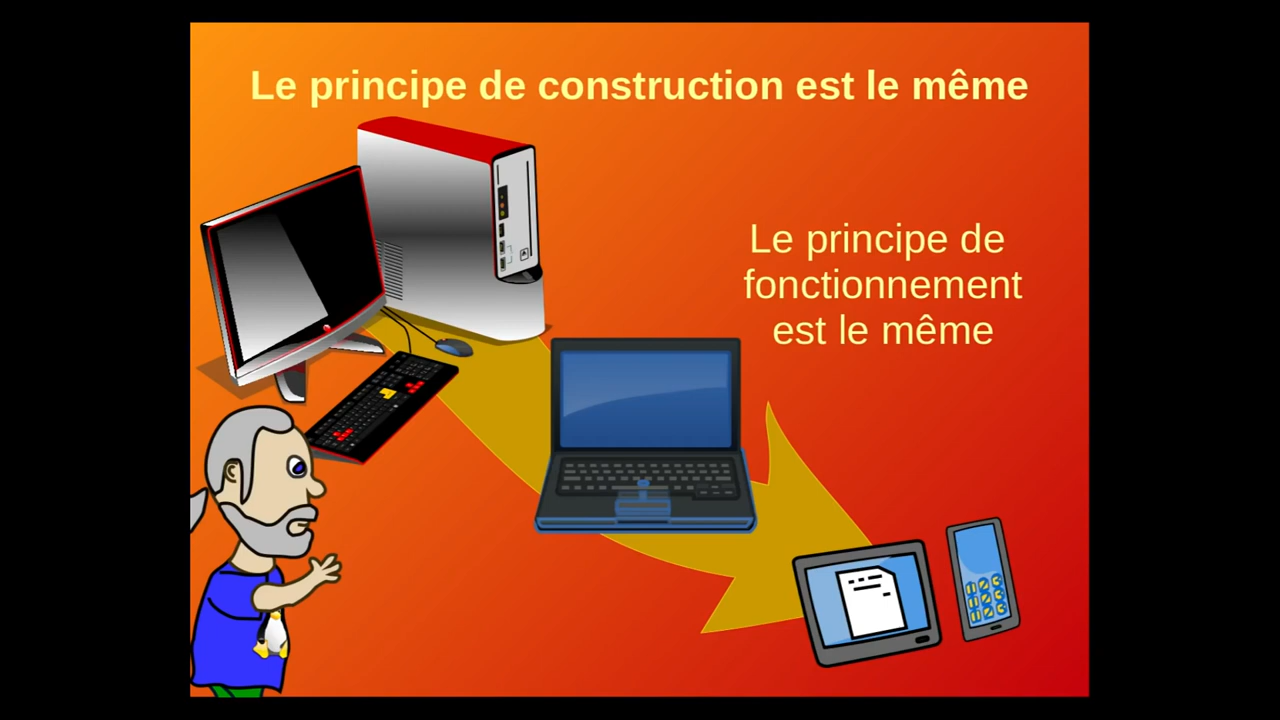 Le principe de construction est le même
Le principe de
fonctionnement
est le même